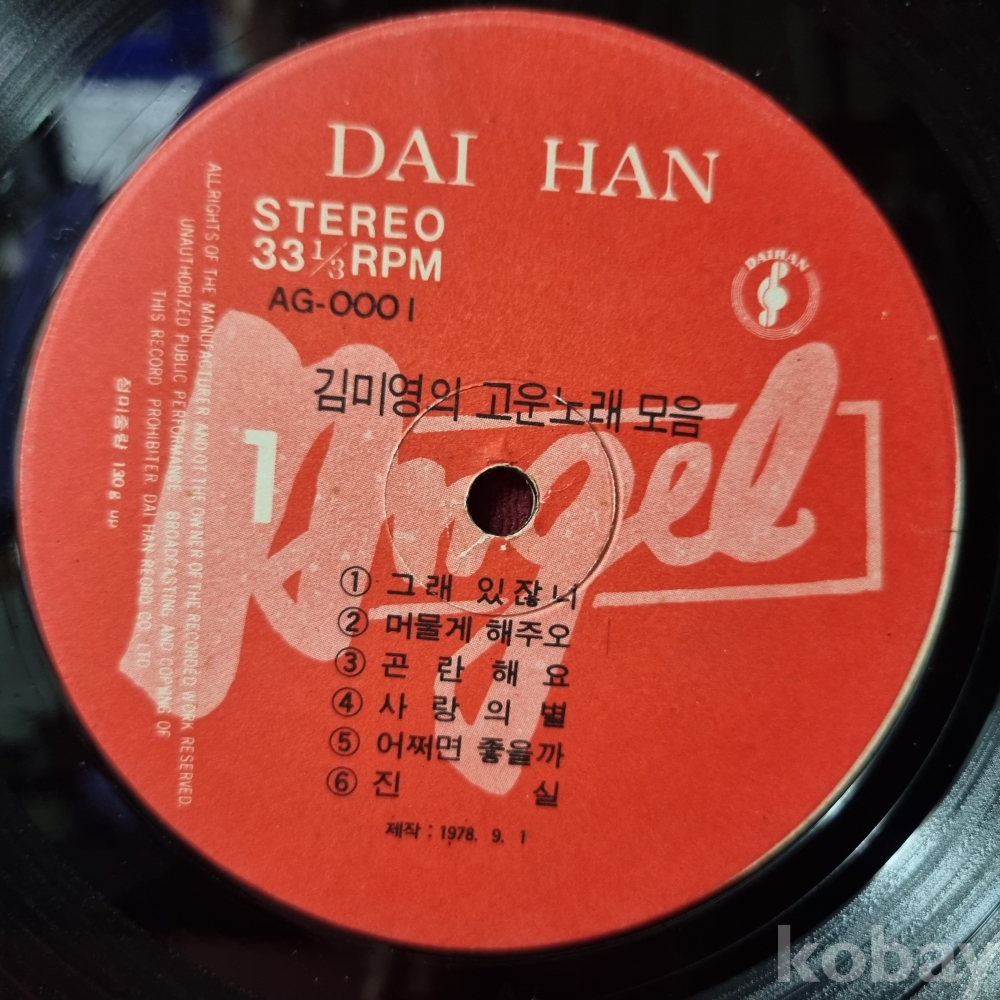 DAI HAN
STEREO
33 1/3 RPM
AG-0001
DAIHAN
김미영의 고운노래 모음
Angel
1
① 그래 있잖니
② 머물게 해주오
③ 곤란해요
④ 사랑의 별
⑤ 어쩌면 좋을까
⑥ 진실
제작 : 1978. 9. 1
ALL RIGHTS OF THE MANUFACTURER AND OT THE OWNER OF THE RECORDED WORK RESERVED.
UNAUTHORIZED PUBLIC PERFORMANCE BROADCASTING AND COPYING OF
THIS RECORD PROHIBITER DAI HAN RECORD CO. LTD
130g
kobay